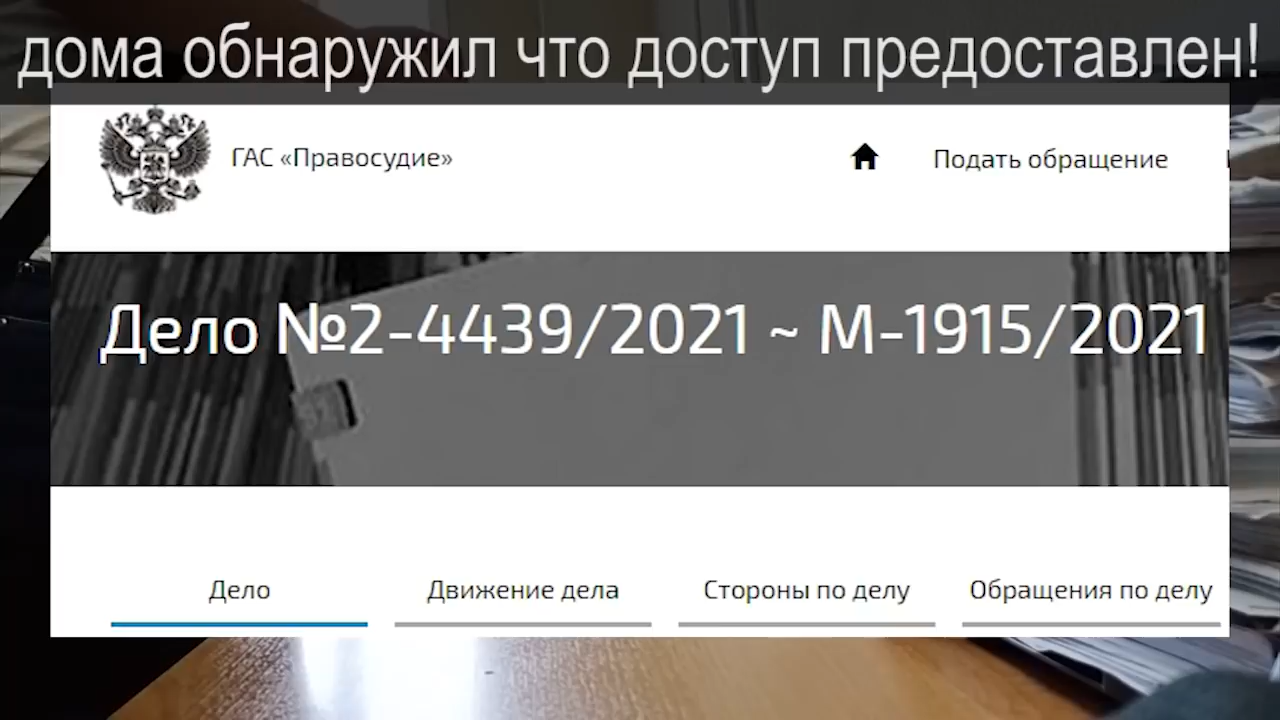 дома обнаружил что доступ предоставлен!
ГАС «Правосудие»
Подать обращение
Дело №2-4439/2021 ~ М-1915/2021
Дело
Движение дела
Стороны по делу
Обращения по делу